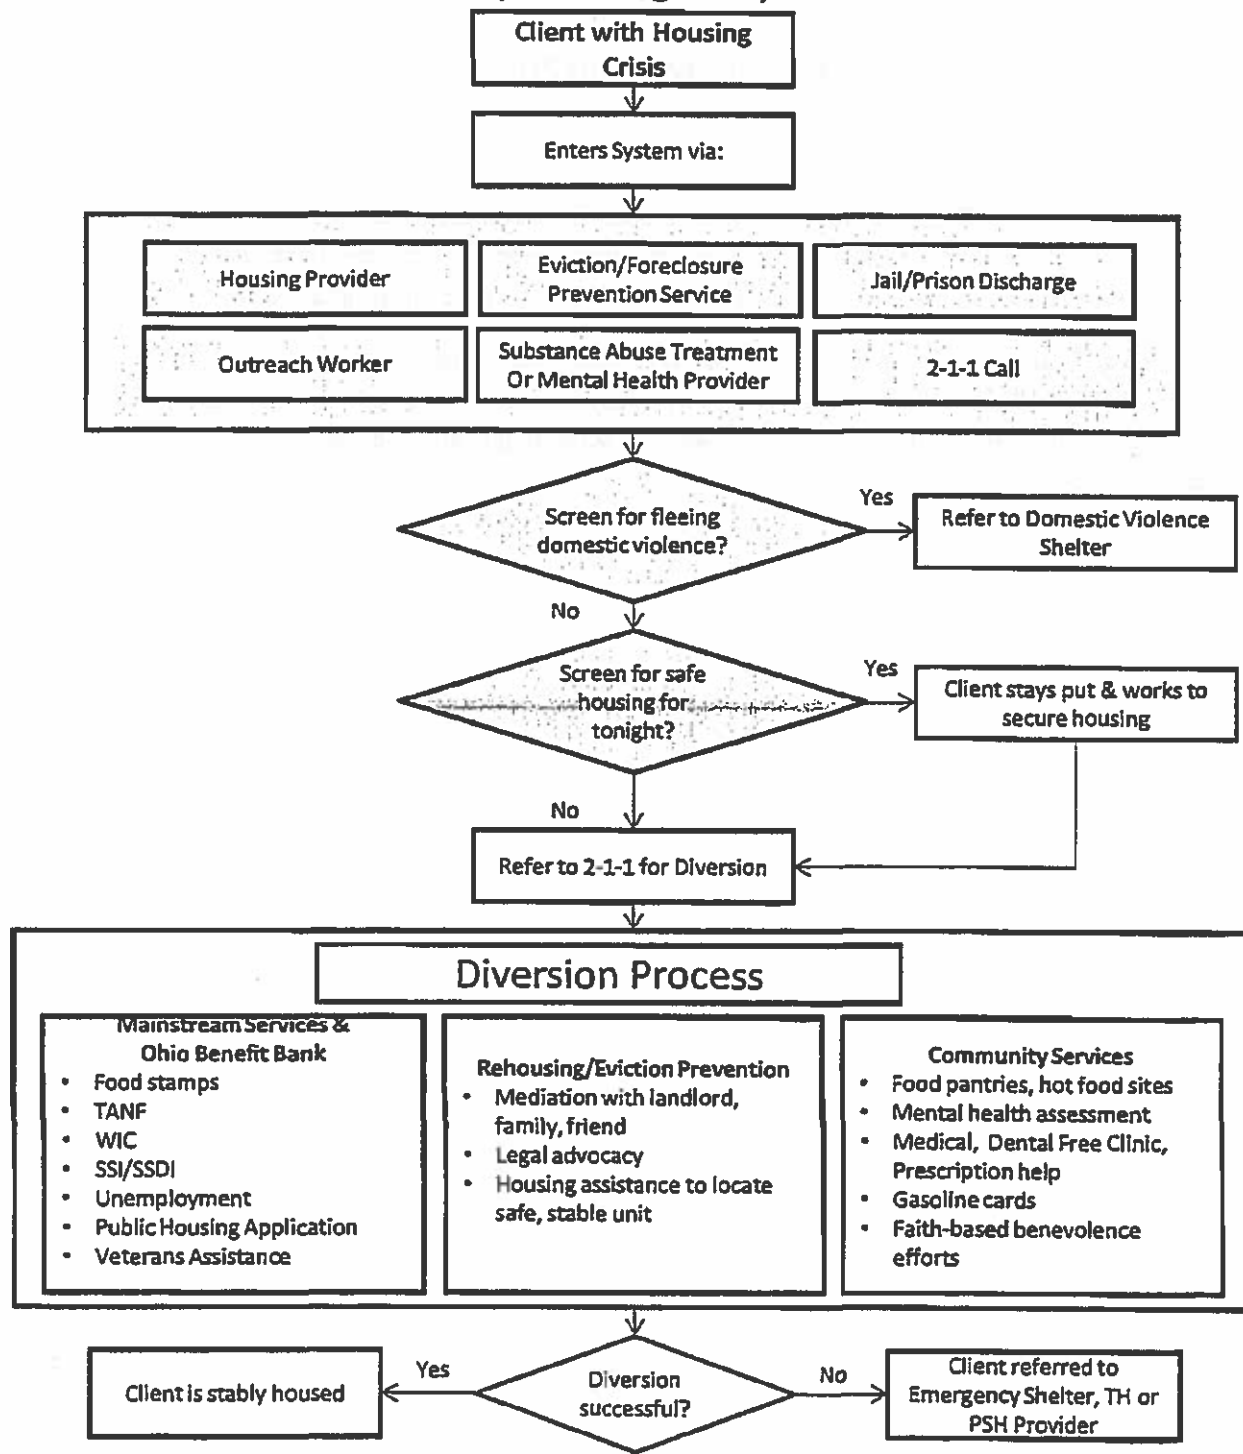 Client with Housing
Crisis
Enters System via:
Housing Provider
Eviction/Foreclosure
Prevention Service
Jail/Prison Discharge
Outreach Worker
Substance Abuse Treatment
Or Mental Health Provider
2-1-1 Call
Screen for fleeing
domestic violence?
Yes
Refer to Domestic Violence
Shelter
No
Screen for safe
housing for
tonight?
Yes
Client stays put & works to
secure housing
No
Refer to 2-1-1 for Diversion
Diversion Process
Mainstream Services &
Ohio Benefit Bank
• Food stamps
• TANF
• WIC
• SSI/SSDI
• Unemployment
• Public Housing Application
• Veterans Assistance
Rehousing/Eviction Prevention
• Mediation with landlord,
family, friend
• Legal advocacy
• Housing assistance to locate
safe, stable unit
Community Services
• Food pantries, hot food sites
• Mental health assessment
• Medical, Dental Free Clinic,
Prescription help
• Gasoline cards
• Faith-based benevolence
efforts
Diversion
successful?
Yes
Client is stably housed
No
Client referred to
Emergency Shelter, TH or
PSH Provider